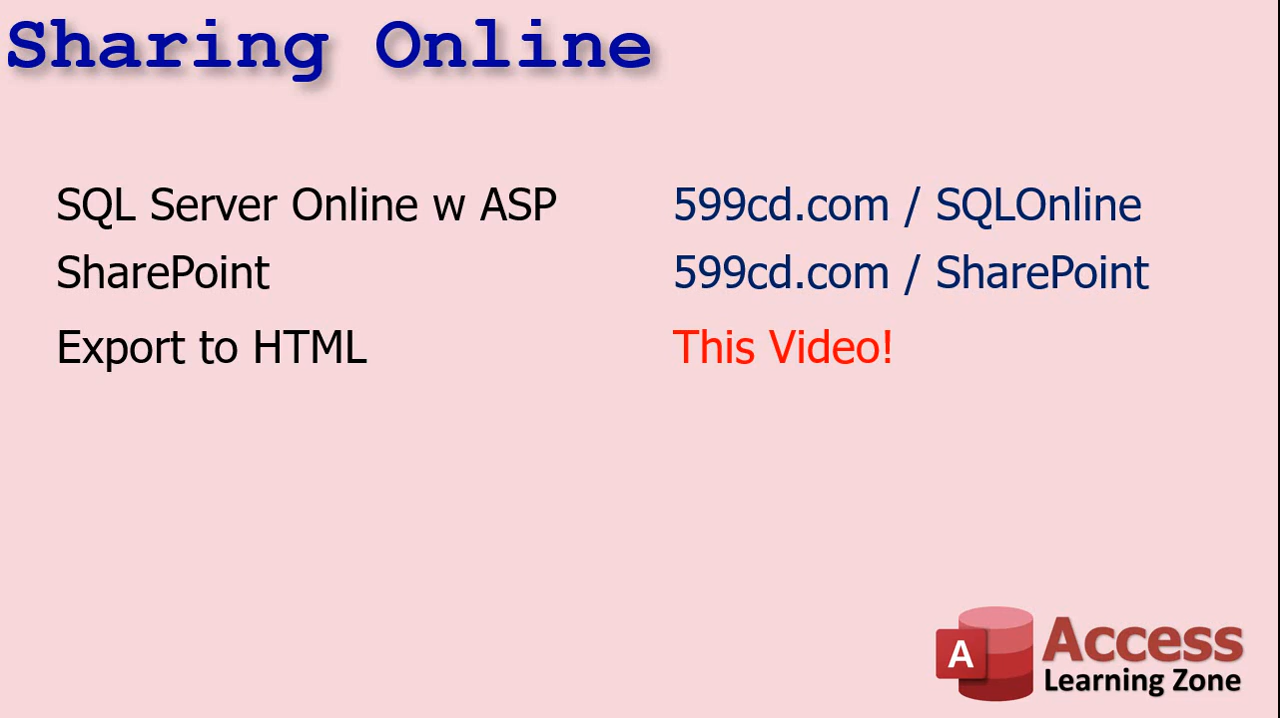 Sharing Online
SQL Server Online w ASP 599cd.com / SQLOnline
SharePoint 599cd.com / SharePoint
Export to HTML This Video!
A Access
Learning Zone